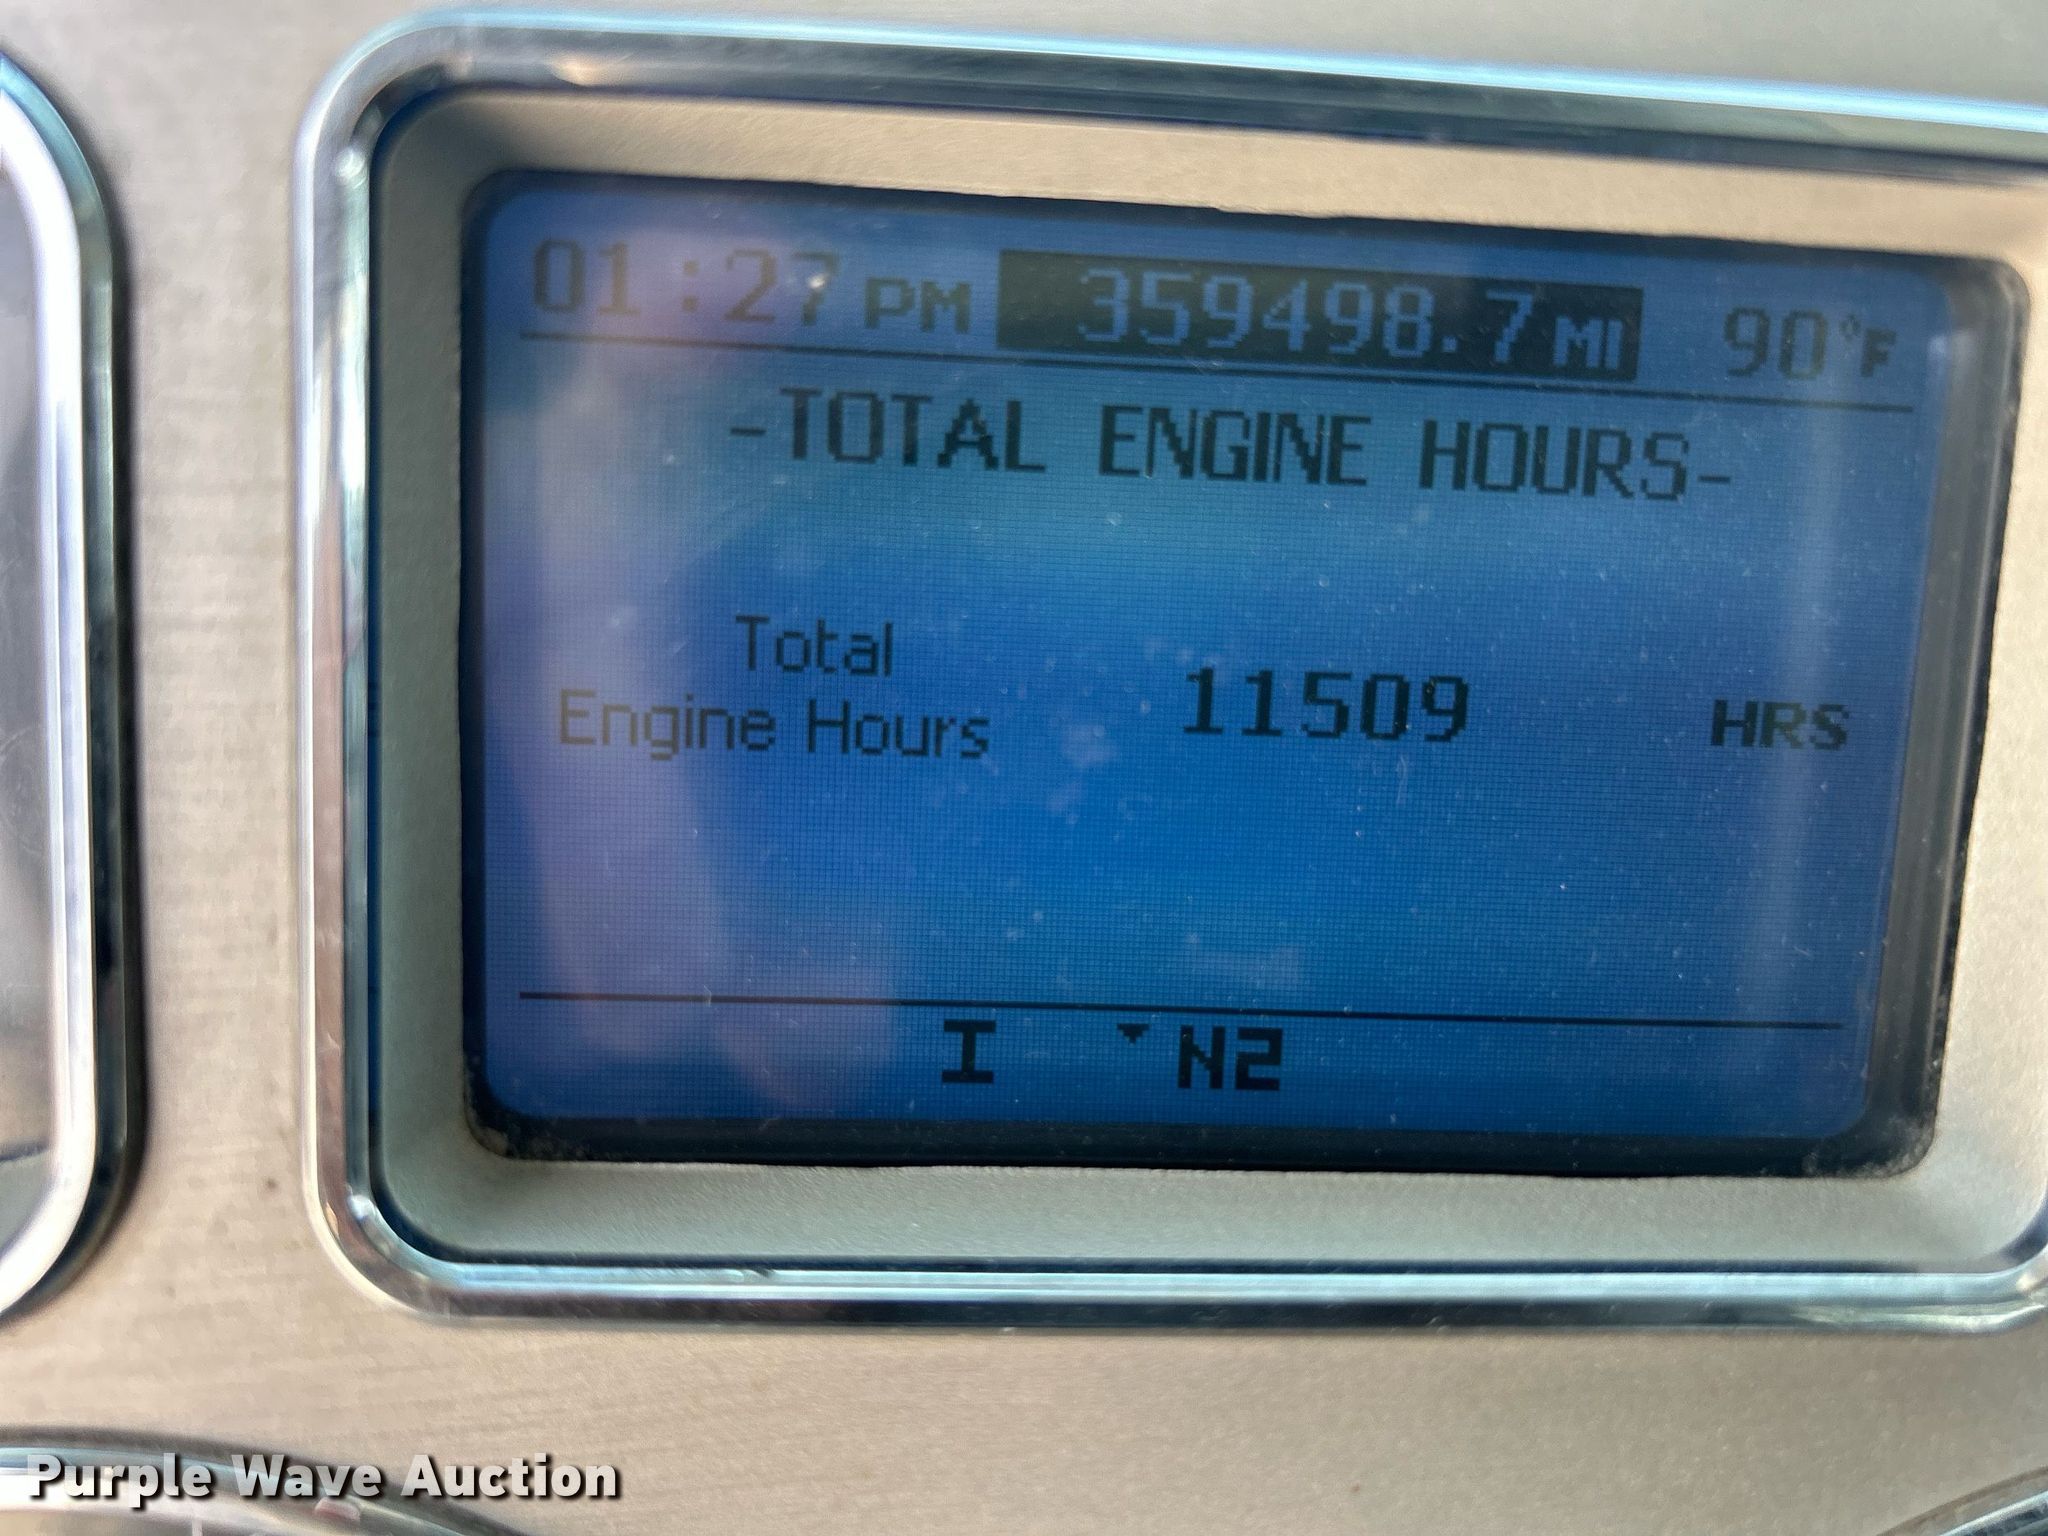 01:27 PM 359498.7 MI 90°F
-TOTAL ENGINE HOURS-
Total
Engine Hours 11509 HRS
I N2
Purple Wave Auction